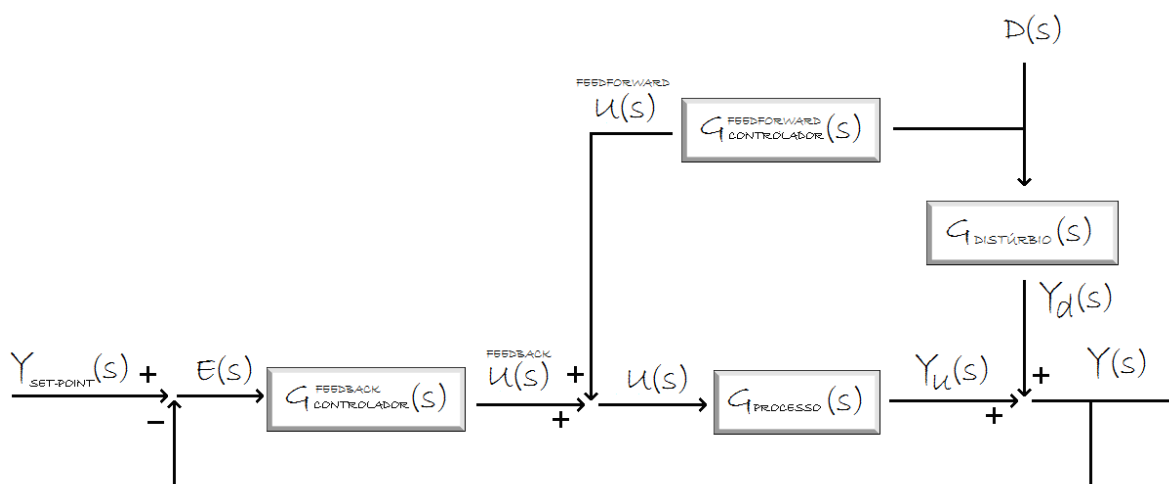 D(s)
FEEDFORWARD
U(s)
G FEEDFORWARD CONTROLADOR (s)
G DISTÚRBIO (s)
Yd(s)
Y SET-POINT (s) +
−
E(s)
G FEEDBACK CONTROLADOR (s)
FEEDBACK
U(s) +
+
U(s)
G PROCESSO (s)
Yu(s)
+
+
Y(s)